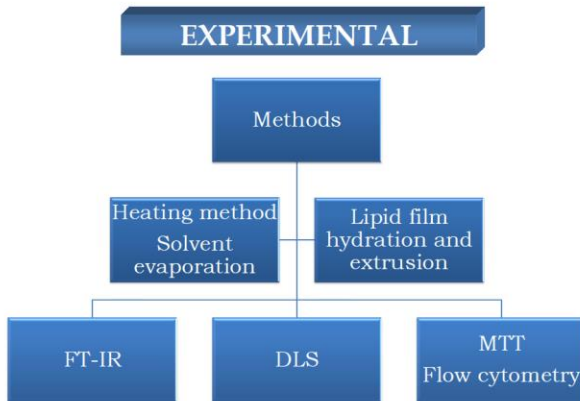 EXPERIMENTAL
Methods
Heating method
Solvent
evaporation
Lipid film
hydration and
extrusion
FT-IR
DLS
MTT
Flow cytometry